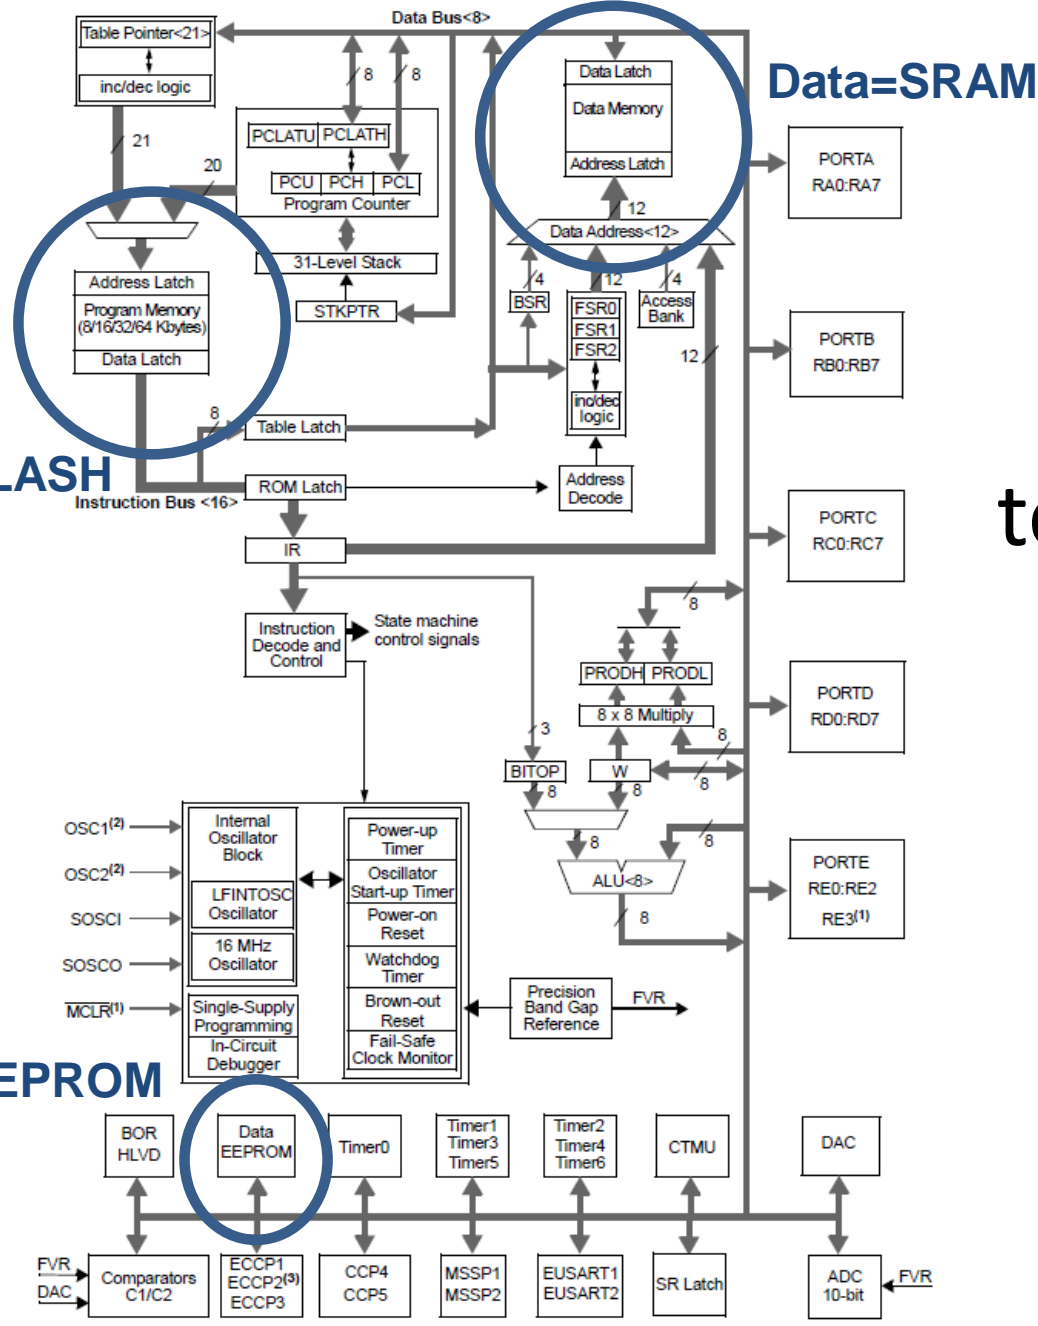 Data Bus<8>
Table Pointer<21>
inc/dec logic
21
20
8
8
PCLATU PCLATH
PCU PCH PCL
Program Counter
31-Level Stack
STKPTR
Data Latch
Data Memory
Address Latch
12
Data Address<12>
Data=SRAM
4
12
4
BSR
FSR0
FSR1
FSR2
inc/dec
logic
Access
Bank
12
Address Latch
Program Memory
(8/16/32/64 Kbytes)
Data Latch
8
Table Latch
LASH
Instruction Bus <16>
ROM Latch
Address
Decode
IR
Instruction
Decode and
Control
State machine
control signals
8
PRODH PRODL
8 x 8 Multiply
3
8
BITOP
W
8
8
8
8
8
ALU<8>
8
PORTA
RA0:RA7
PORTB
RB0:RB7
PORTC
RC0:RC7
PORTD
RD0:RD7
PORTE
RE0:RE2
RE3(1)
OSC1(2)
OSC2(2)
SOSCI
SOSCO
MCLR(1)
Internal
Oscillator
Block
LFINTOSC
Oscillator
16 MHz
Oscillator
Single-Supply
Programming
In-Circuit
Debugger
Power-up
Timer
Oscillator
Start-up Timer
Power-on
Reset
Watchdog
Timer
Brown-out
Reset
Fail-Safe
Clock Monitor
Precision
Band Gap
Reference
FVR
EPROM
BOR
HLVD
Data
EEPROM
Timer0
Timer1
Timer3
Timer5
Timer2
Timer4
Timer6
CTMU
DAC
FVR
DAC
Comparators
C1/C2
ECCP1
ECCP2(3)
ECCP3
CCP4
CCP5
MSSP1
MSSP2
EUSART1
EUSART2
SR Latch
ADC
10-bit
FVR